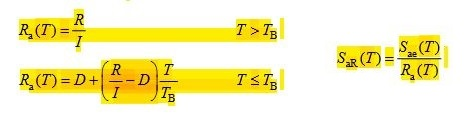 R_a(T) = R/I    T > T_B
R_a(T) = D + (R/I − D) T/T_B    T ≤ T_B
S_aR(T) = S_ae(T)/R_a(T)